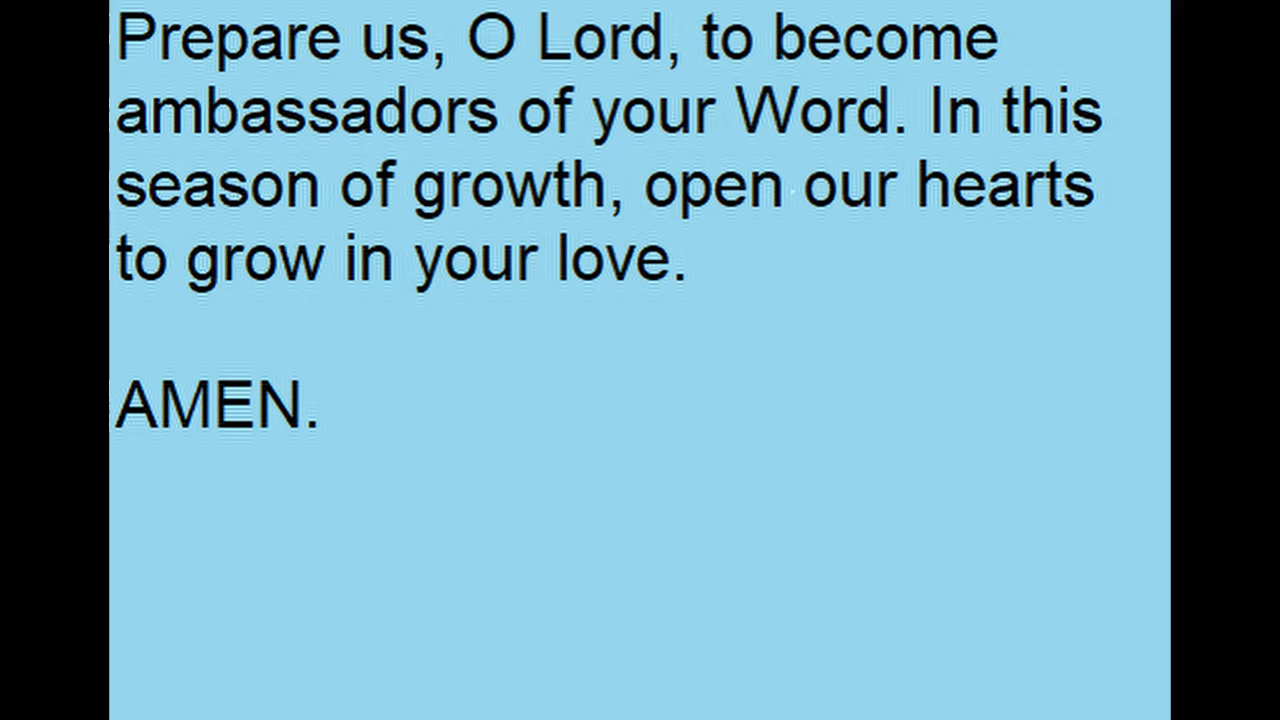 Prepare us, O Lord, to become
ambassadors of your Word. In this
season of growth, open our hearts
to grow in your love.
AMEN.